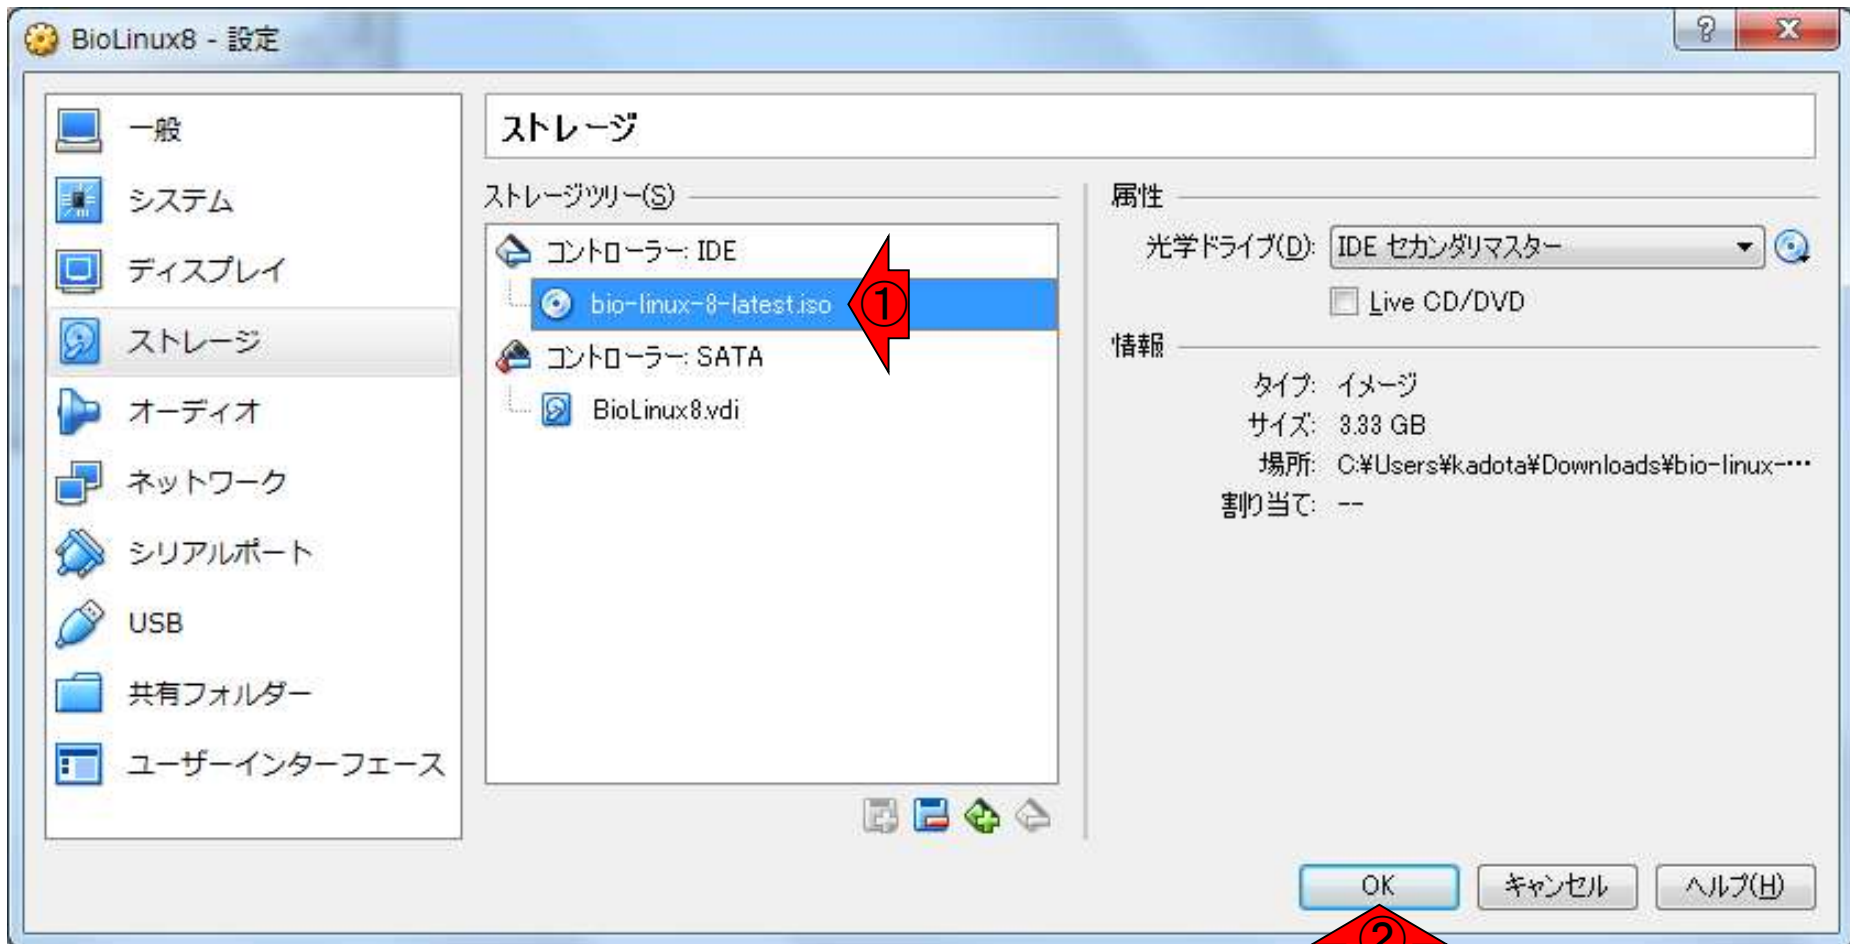 BioLinux8 - 設定
一般
システム
ディスプレイ
ストレージ
オーディオ
ネットワーク
シリアルポート
USB
共有フォルダー
ユーザーインターフェース
ストレージ
ストレージツリー(S)
コントローラー: IDE
bio-linux-8-latest.iso
①
コントローラー: SATA
BioLinux8.vdi
属性
光学ドライブ(D): IDE セカンダリマスター
Live CD/DVD
情報
タイプ: イメージ
サイズ: 3.33 GB
場所: C:¥Users¥kadota¥Downloads¥bio-linux-…
割り当て: --
OK キャンセル ヘルプ(H)
②